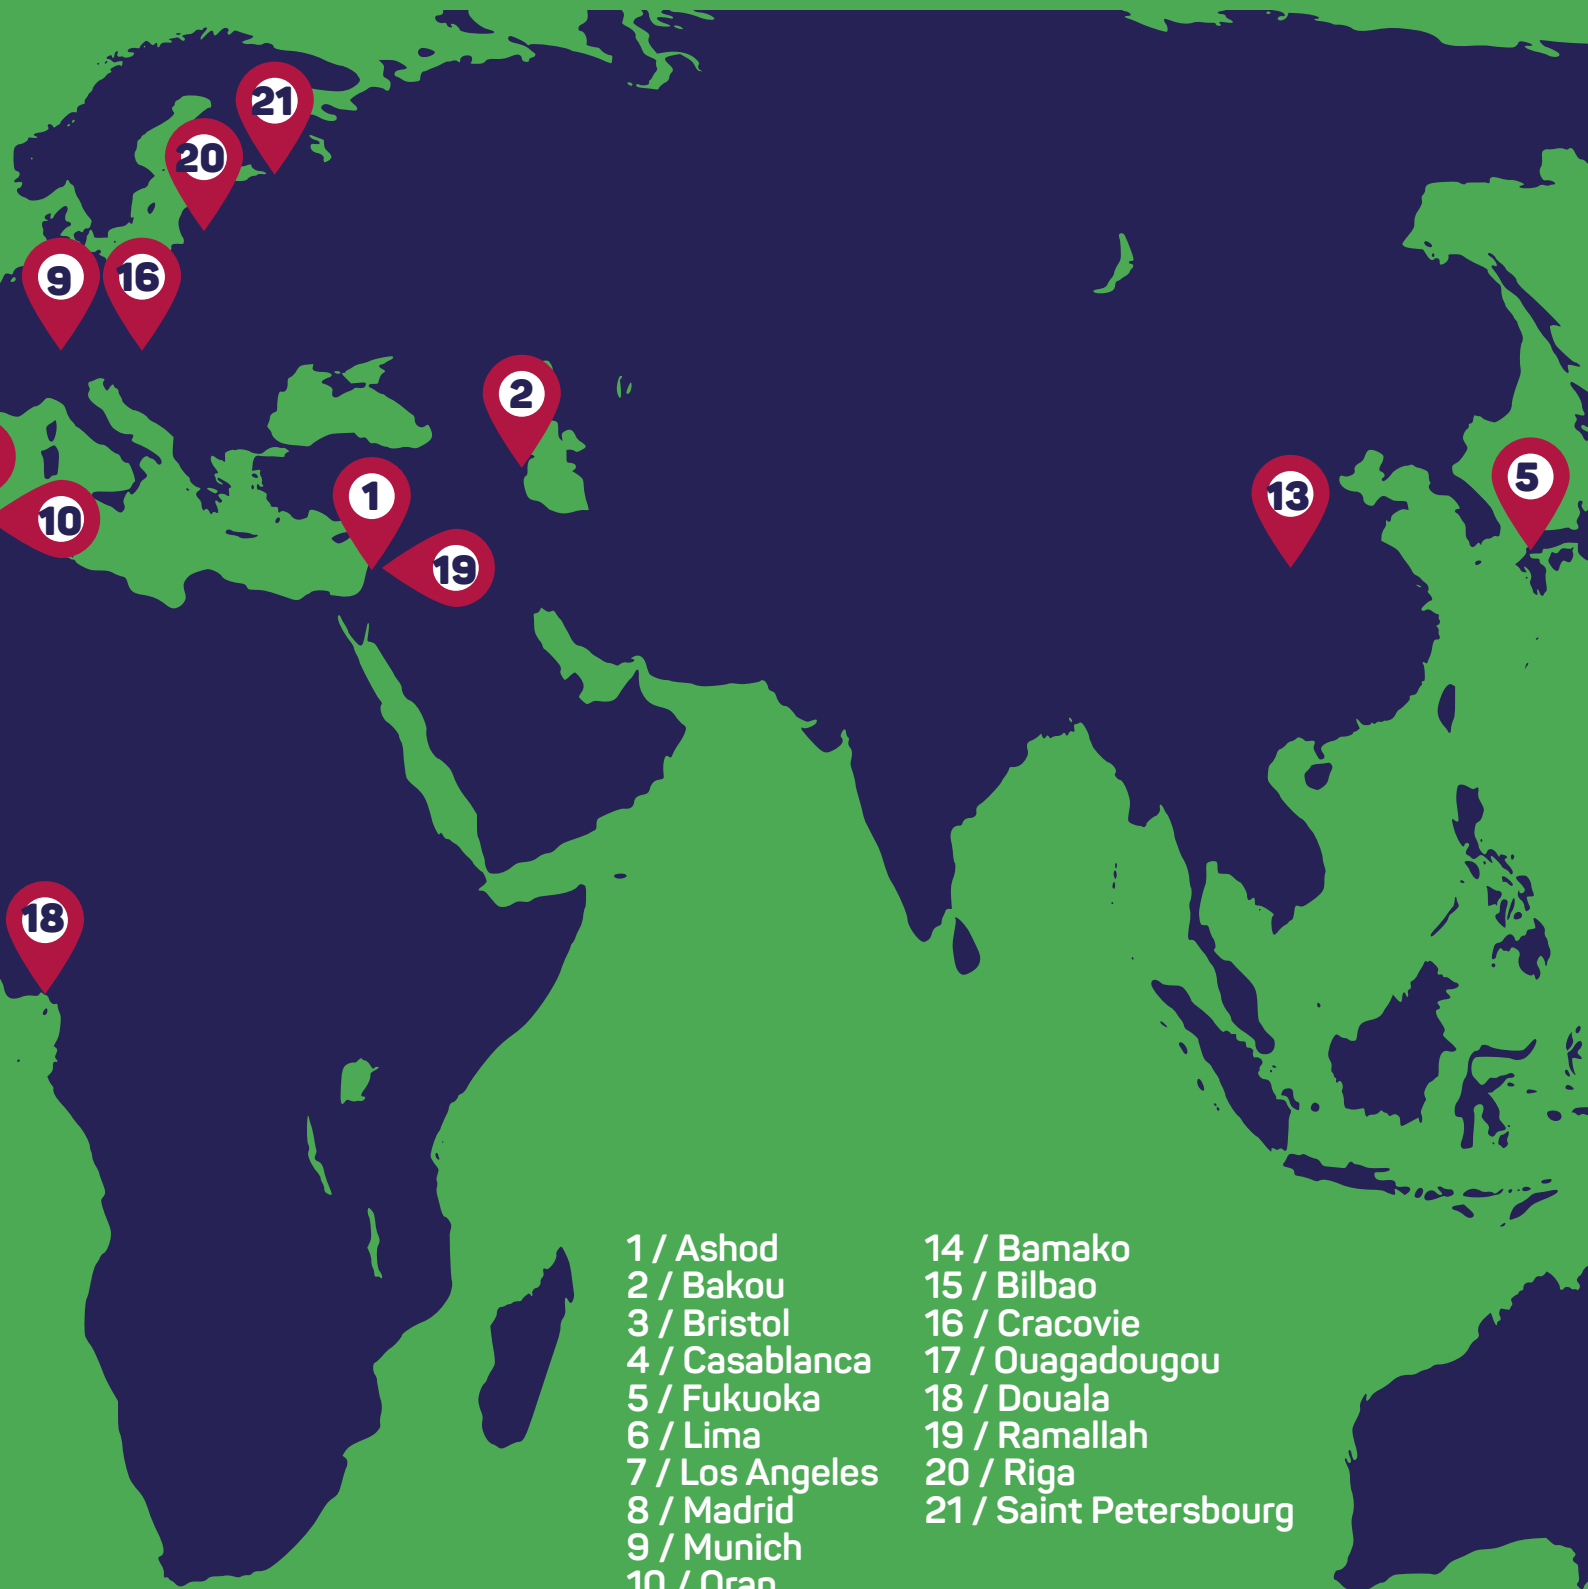 21
20
9
16
2
1
13
5
10
19
18
1 / Ashod
2 / Bakou
3 / Bristol
4 / Casablanca
5 / Fukuoka
6 / Lima
7 / Los Angeles
8 / Madrid
9 / Munich
10 / Oran
14 / Bamako
15 / Bilbao
16 / Cracovie
17 / Ouagadougou
18 / Douala
19 / Ramallah
20 / Riga
21 / Saint Petersbourg